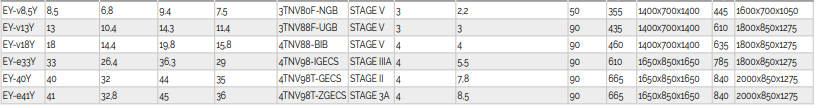 EY-v8,5Y 8,5 6,8 9,4 7,5 3TNV80F-NGB STAGE V 3 2,2 50 355 1400x700x1400 445 1600x700x1050
EY-v13Y 13 10,4 14,3 11,4 3TNV88F-UGB STAGE V 3 3 90 435 1400x700x1400 610 1800x850x1275
EY-v18Y 18 14,4 19,8 15,8 4TNV88-BIB STAGE V 4 4 90 460 1400x700x1400 635 1800x850x1275
EY-e33Y 33 26,4 36,3 29 4TNV98-IGECS STAGE IIIA 4 5,5 90 610 1650x850x1650 785 1800x850x1275
EY-40Y 40 32 44 35 4TNV98T-GECS STAGE II 4 7,8 90 665 1650x850x1650 840 2000x850x1275
EY-e41Y 41 32,8 45 36 4TNV98T-ZGECS STAGE 3A 4 8,5 90 665 1650x850x1650 840 2000x850x1275